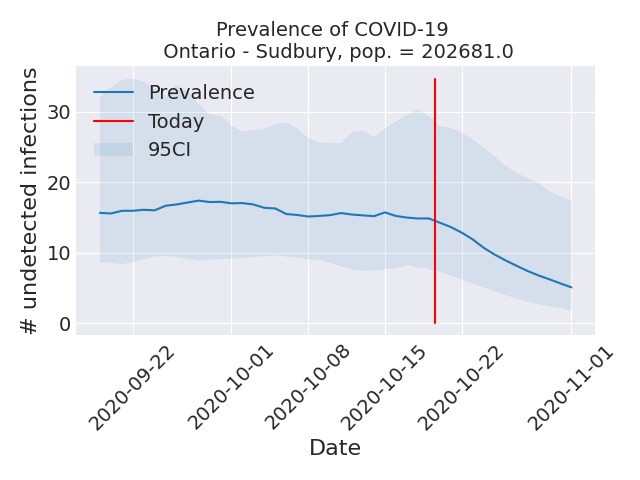 Prevalence of COVID-19
Ontario - Sudbury, pop. = 202681.0
# undetected infections
30
20
10
0
Prevalence
Today
95CI
2020-09-22
2020-10-01
2020-10-08
2020-10-15
2020-10-22
2020-11-01
Date